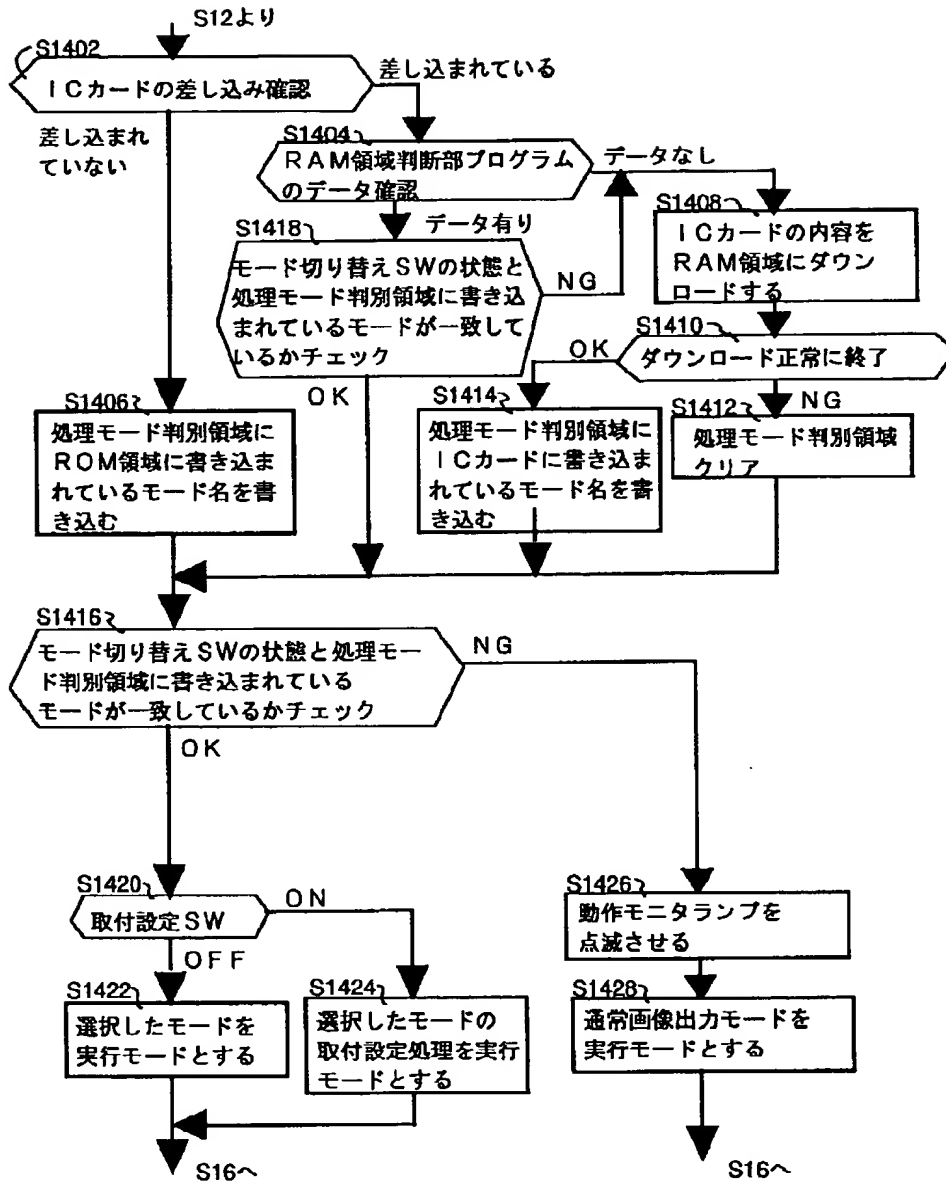 S12より
S1402
ICカードの差し込み確認
差し込まれている
差し込まれ
ていない
S1404
RAM領域判断部プログラム
のデータ確認
データなし
データ有り
S1418
モード切り替えSWの状態と
処理モード判別領域に書き込
まれているモードが一致して
いるかチェック
NG
OK
S1408
ICカードの内容を
RAM領域にダウン
ロードする
S1410
ダウンロード正常に終了
OK
NG
S1406
処理モード判別領域に
ROM領域に書き込ま
れているモード名を書
き込む
S1414
処理モード判別領域に
ICカードに書き込ま
れているモード名を書
き込む
S1412
処理モード判別領域
クリア
S1416
モード切り替えSWの状態と処理モー
ド判別領域に書き込まれている
モードが一致しているかチェック
NG
OK
S1420
取付設定SW
ON
OFF
S1422
選択したモードを
実行モードとする
S1424
選択したモードの
取付設定処理を実行
モードとする
S1426
動作モニタランプを
点滅させる
S1428
通常画像出力モードを
実行モードとする
S16へ
S16へ